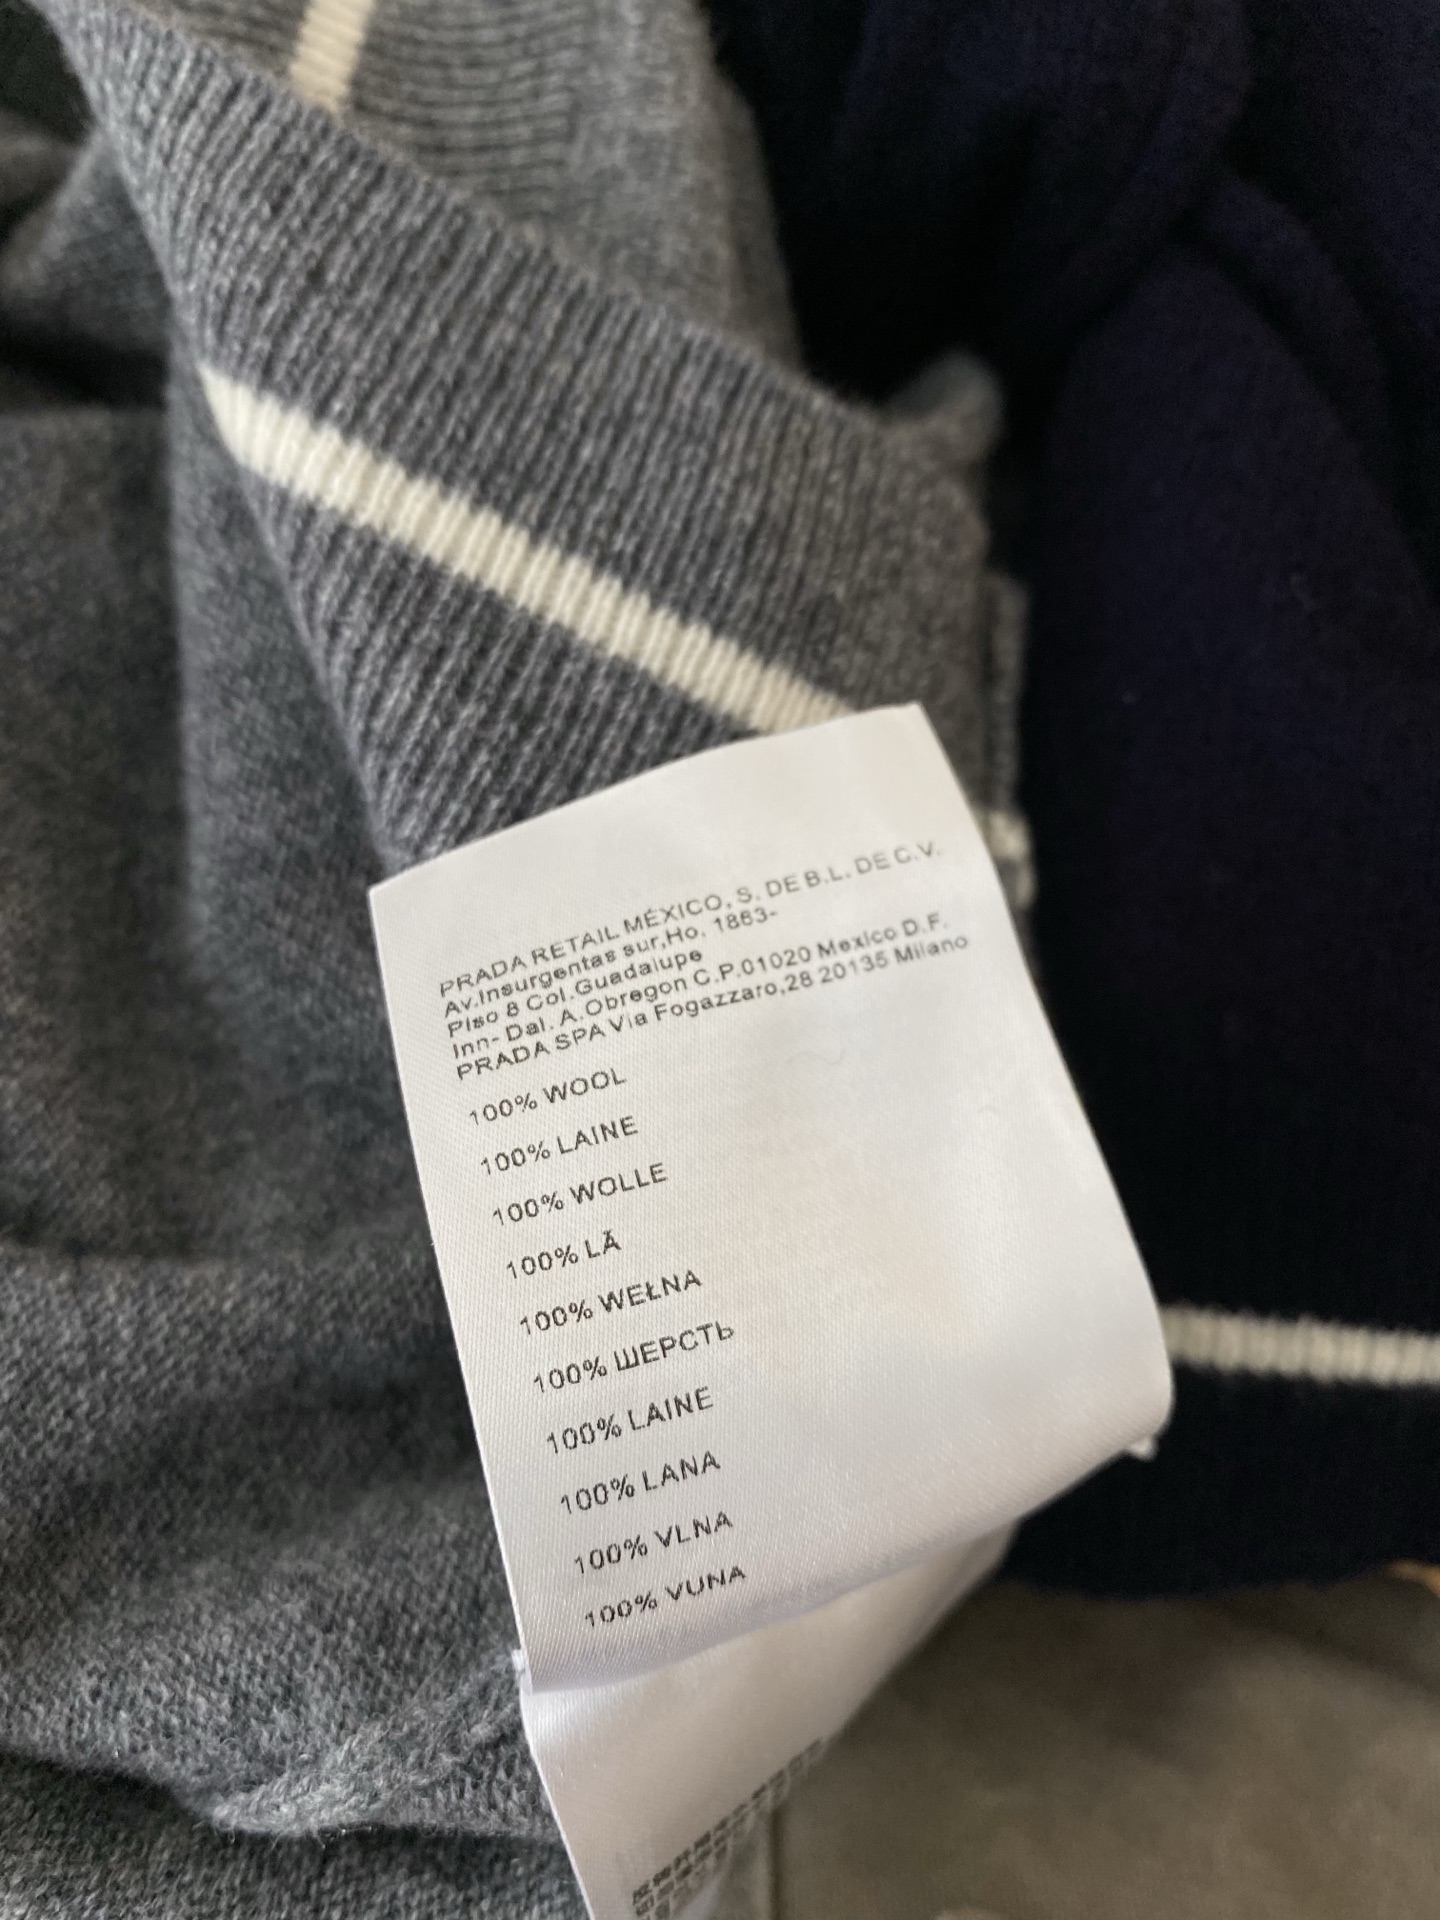 PRADA RETAIL MÉXICO, S. DE B.L. DE C.V.
Av.Insurgentas sur,Ho. 1863-
Plso 8 Col.Guadalupe
Inn- Dal. A.Obregon C.P.01020 Mexico D.F.
PRADA SPA Via Fogazzaro,28 20135 Milano
100% WOOL
100% LAINE
100% WOLLE
100% LÃ
100% WEŁNA
100% ШЕРСТЬ
100% LAINE
100% LANA
100% VLNA
100% VUNA